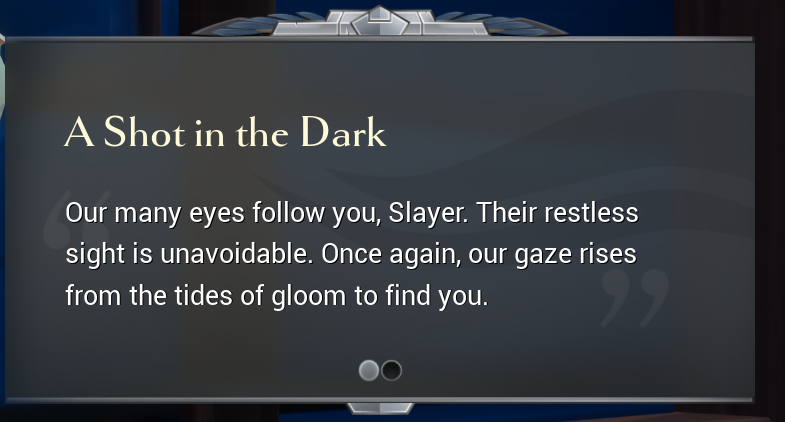 A Shot in the Dark
Our many eyes follow you, Slayer. Their restless
sight is unavoidable. Once again, our gaze rises
from the tides of gloom to find you.